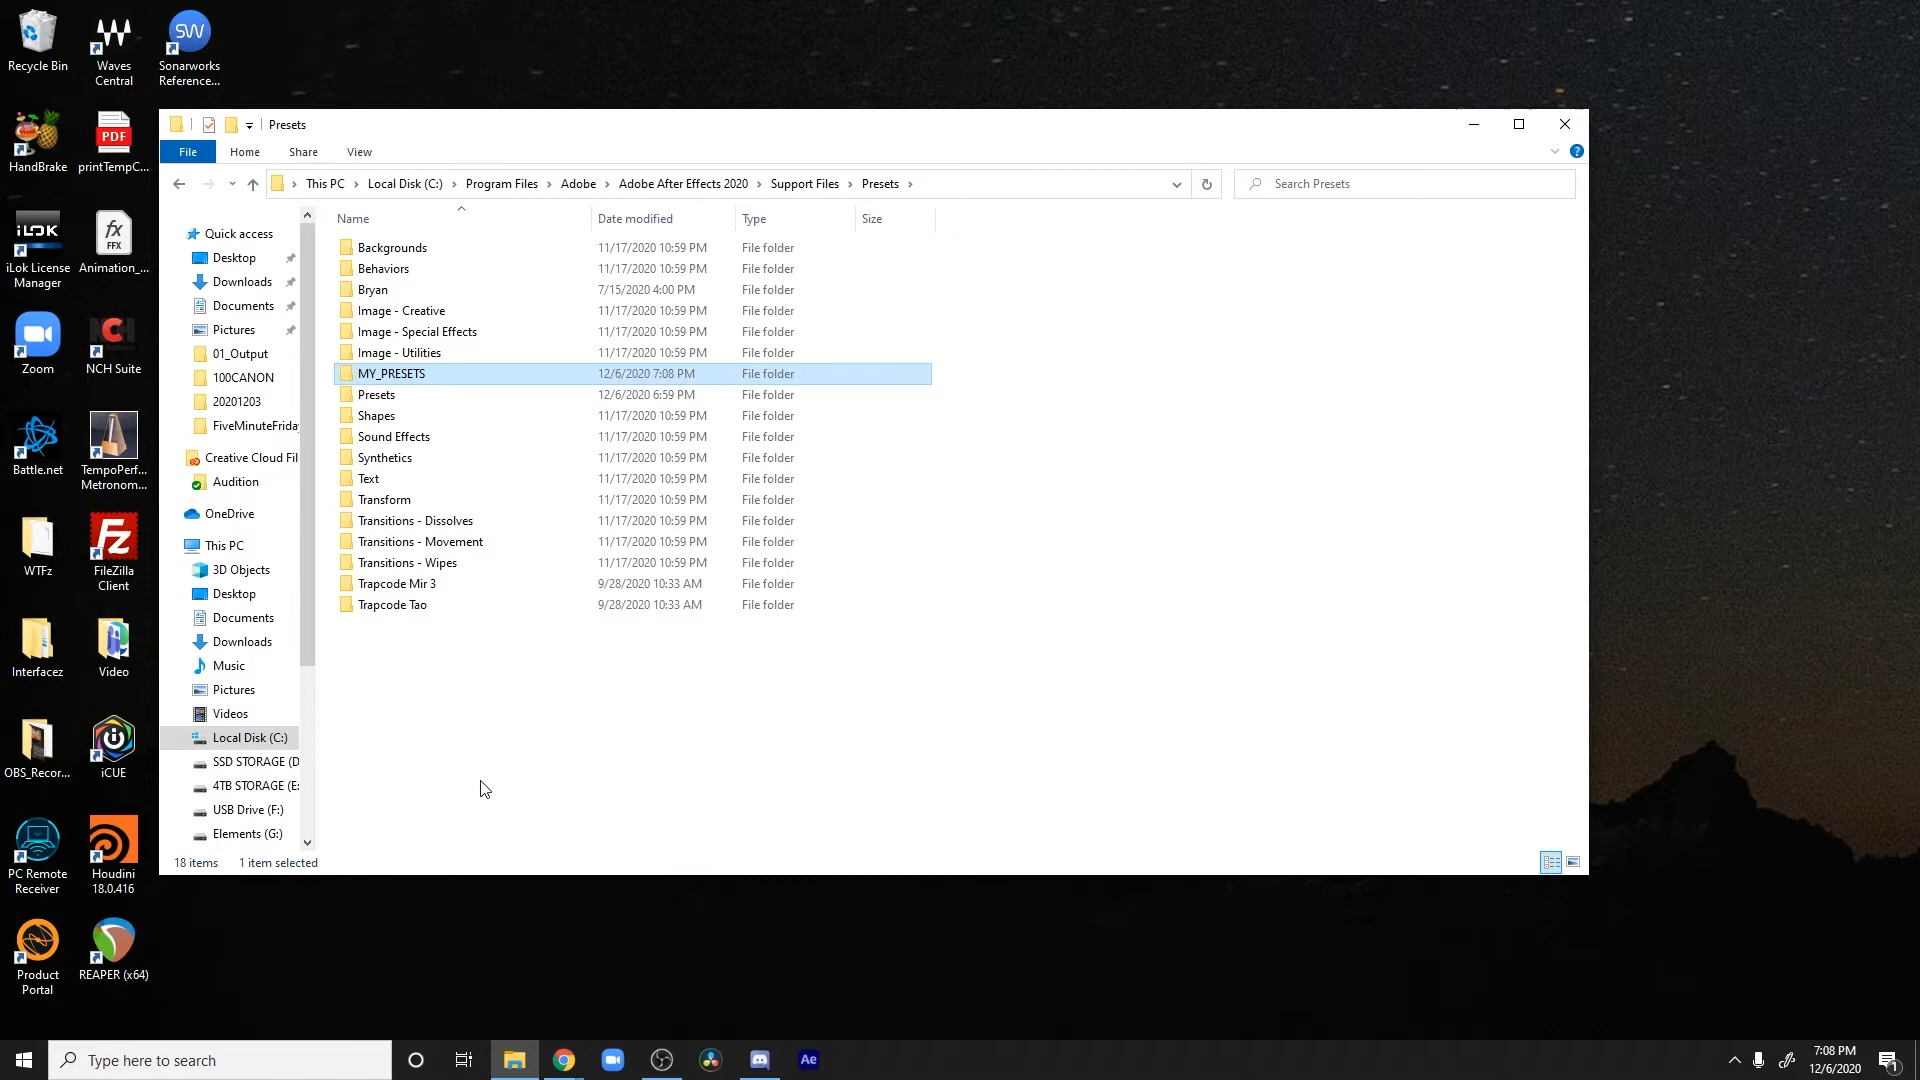 Recycle Bin
Waves
Central
SW
Sonarworks
Reference...
HandBrake
PDF
printTempC...
iLOK
iLok License
Manager
fx
FFX
Animation_...
Zoom
NCH
NCH Suite
Battle.net
TempoPerf...
Metronom...
WTFz
Fz
FileZilla
Client
Interfacez
Video
OBS_Recor...
iCUE
PC Remote
Receiver
Houdini
18.0.416
Product
Portal
REAPER (x64)
Presets
File
Home
Share
View
This PC
Local Disk (C:)
Program Files
Adobe
Adobe After Effects 2020
Support Files
Presets
Search Presets
Quick access
Desktop
Downloads
Documents
Pictures
01_Output
100CANON
20201203
FiveMinuteFrida
Creative Cloud Fil
Audition
OneDrive
This PC
3D Objects
Desktop
Documents
Downloads
Music
Pictures
Videos
Local Disk (C:)
SSD STORAGE (D
4TB STORAGE (E:
USB Drive (F:)
Elements (G:)
Name Date modified Type Size
Backgrounds 11/17/2020 10:59 PM File folder
Behaviors 11/17/2020 10:59 PM File folder
Bryan 7/15/2020 4:00 PM File folder
Image - Creative 11/17/2020 10:59 PM File folder
Image - Special Effects 11/17/2020 10:59 PM File folder
Image - Utilities 11/17/2020 10:59 PM File folder
MY_PRESETS 12/6/2020 7:08 PM File folder
Presets 12/6/2020 6:59 PM File folder
Shapes 11/17/2020 10:59 PM File folder
Sound Effects 11/17/2020 10:59 PM File folder
Synthetics 11/17/2020 10:59 PM File folder
Text 11/17/2020 10:59 PM File folder
Transform 11/17/2020 10:59 PM File folder
Transitions - Dissolves 11/17/2020 10:59 PM File folder
Transitions - Movement 11/17/2020 10:59 PM File folder
Transitions - Wipes 11/17/2020 10:59 PM File folder
Trapcode Mir 3 9/28/2020 10:33 AM File folder
Trapcode Tao 9/28/2020 10:33 AM File folder
18 items 1 item selected
Type here to search
Ae
7:08 PM
12/6/2020
1